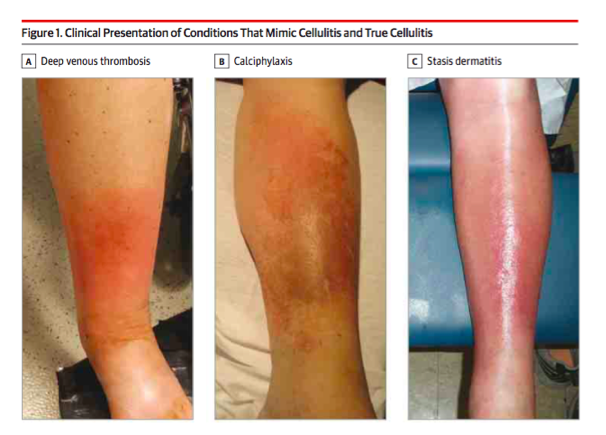 Figure 1. Clinical Presentation of Conditions That Mimic Cellulitis and True Cellulitis
A Deep venous thrombosis
B Calciphylaxis
C Stasis dermatitis